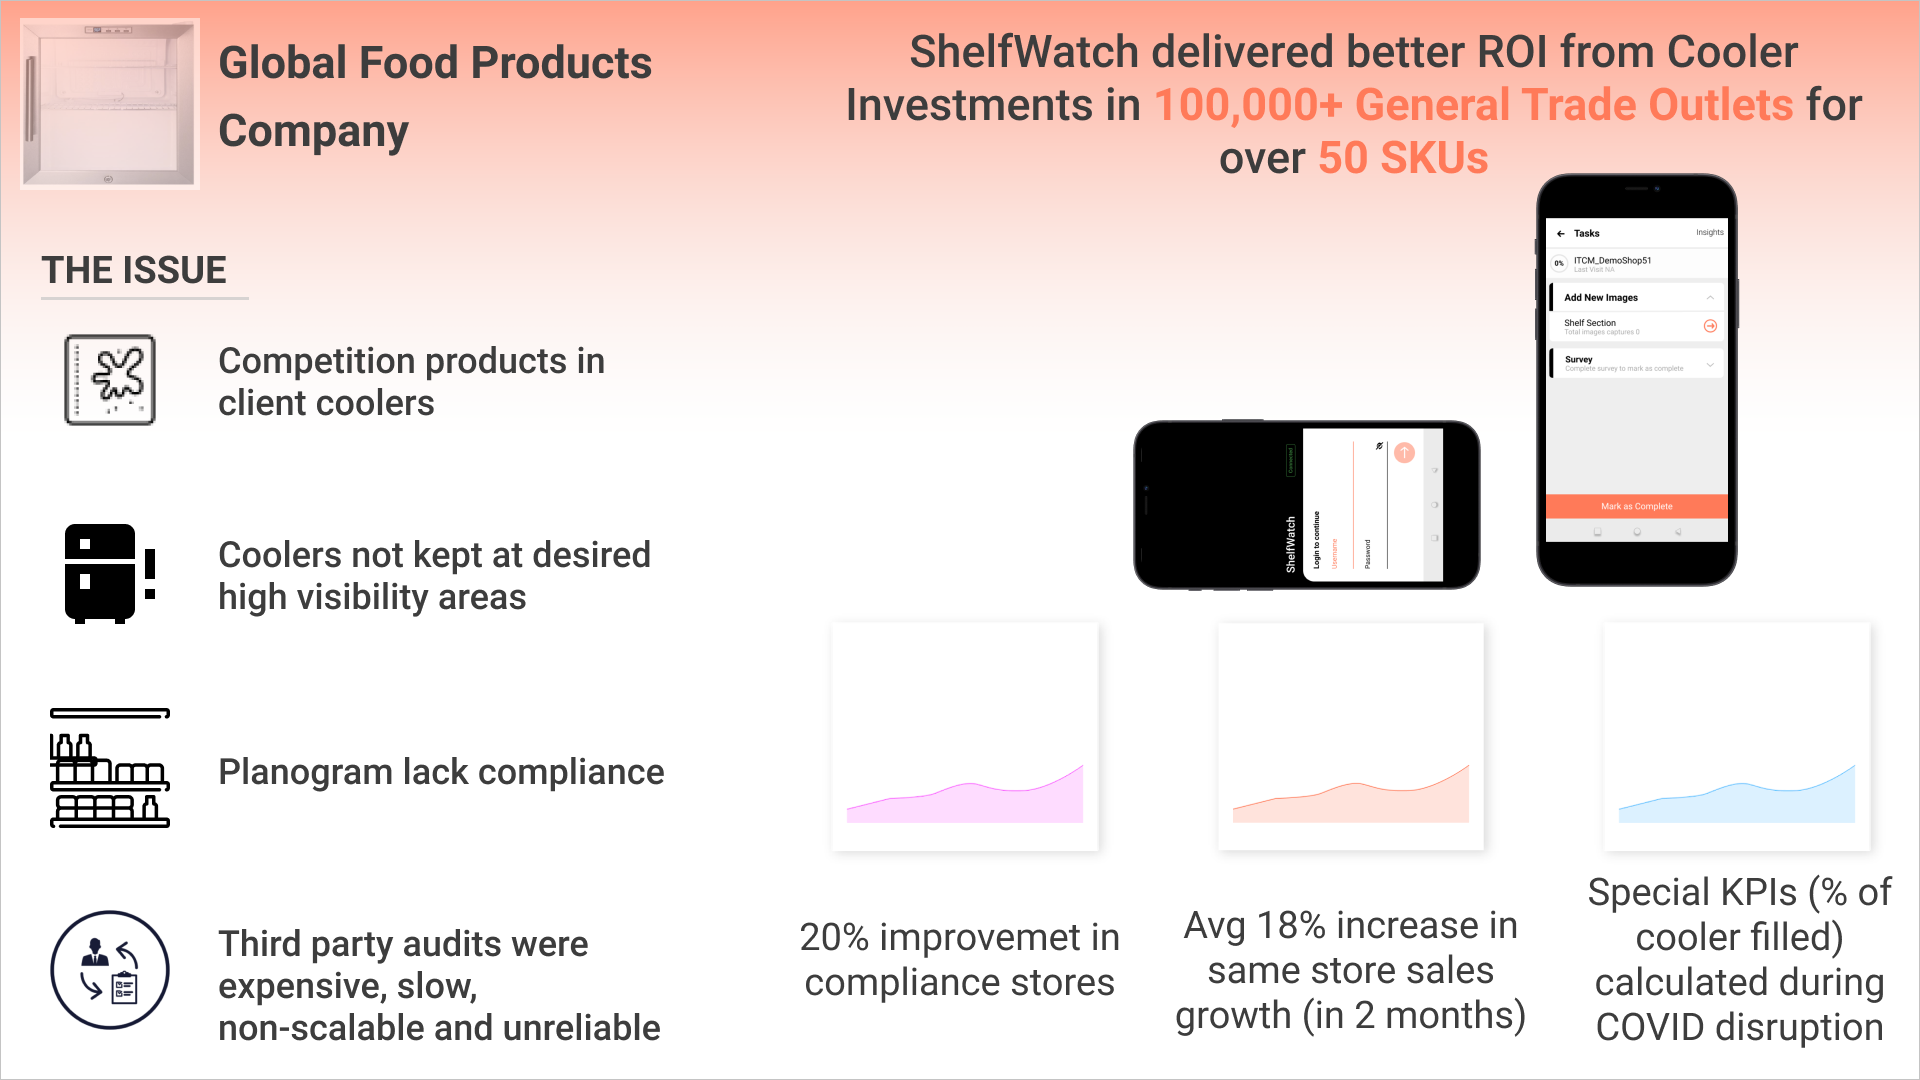 Global Food Products
Company
ShelfWatch delivered better ROI from Cooler
Investments in 100,000+ General Trade Outlets for
over 50 SKUs
THE ISSUE
Competition products in
client coolers
Coolers not kept at desired
high visibility areas
Planogram lack compliance
Third party audits were
expensive, slow,
non-scalable and unreliable
Tasks
Insights
0%
ITCM_DemoShop51
Last Visit NA
Add New Images
Shelf Section
Total images captures 0
Survey
Complete survey to mark as complete
Mark as Complete
ShelfWatch
Connected
Login to continue
Username
Password
20% improvemet in
compliance stores
Avg 18% increase in
same store sales
growth (in 2 months)
Special KPIs (% of
cooler filled)
calculated during
COVID disruption